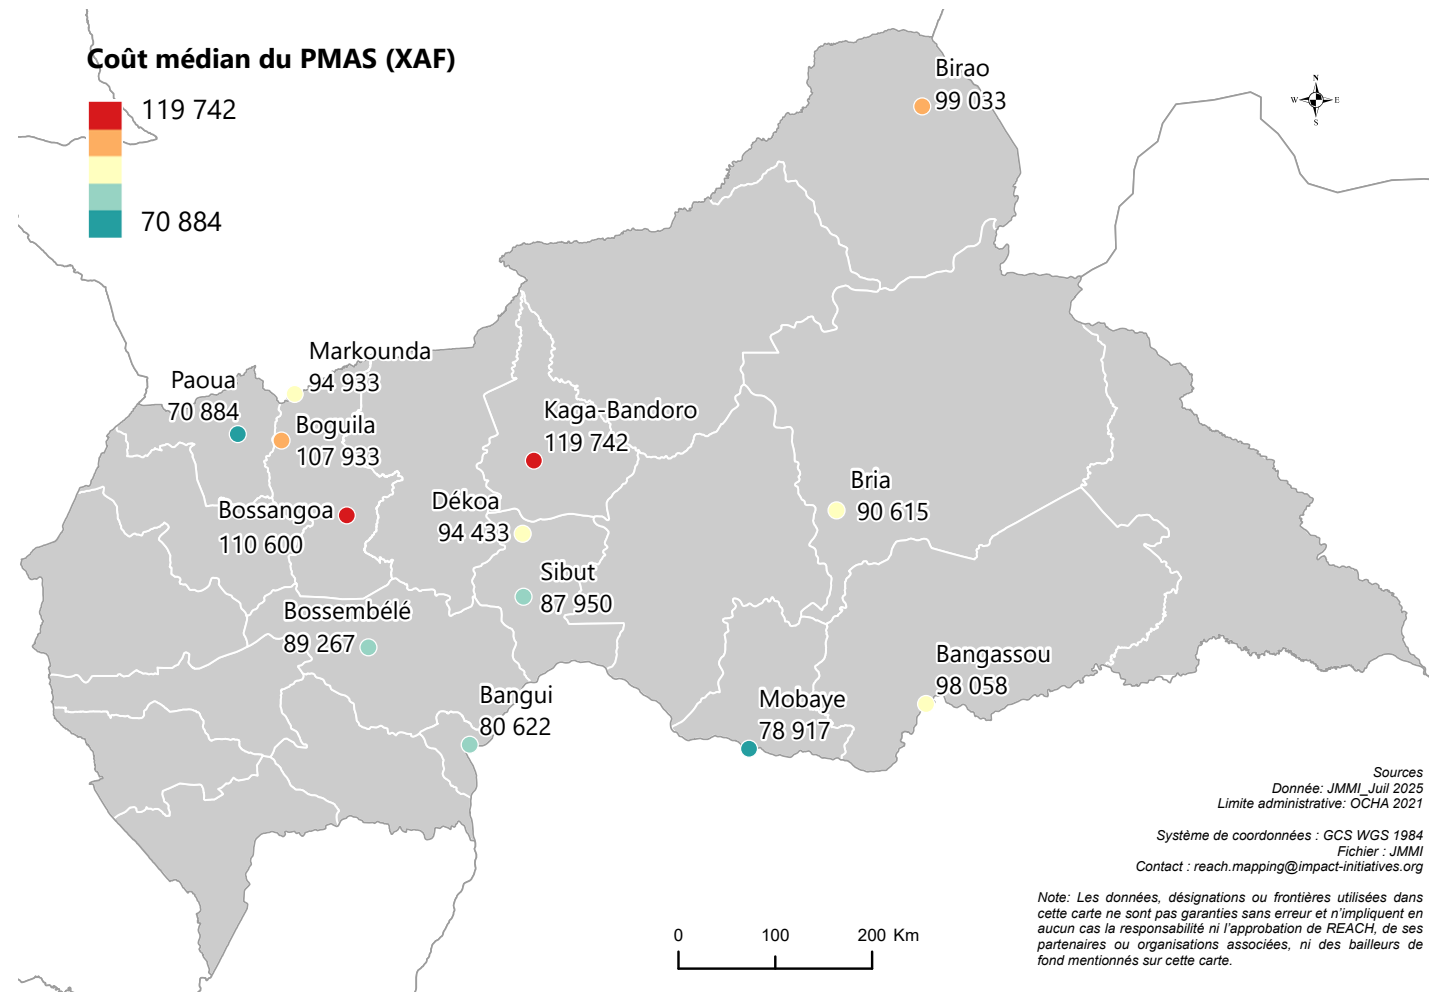 Coût médian du PMAS (XAF)
119 742
70 884
Birao
99 033
N
W
E
S
Markounda
94 933
Paoua
70 884
Boguila
107 933
Kaga-Bandoro
119 742
Bossangoa
110 600
Dékoa
94 433
Bria
90 615
Sibut
87 950
Bossembélé
89 267
Bangui
80 622
Mobaye
78 917
Bangassou
98 058
Sources
Donnée: JMMI_Juil 2025
Limite administrative: OCHA 2021
Système de coordonnées : GCS WGS 1984
Fichier : JMMI
Contact : reach.mapping@impact-initiatives.org
Note: Les données, désignations ou frontières utilisées dans
cette carte ne sont pas garanties sans erreur et n'impliquent en
aucun cas la responsabilité ni l'approbation de REACH, de ses
partenaires ou organisations associées, ni des bailleurs de
fond mentionnés sur cette carte.
0 100 200 Km